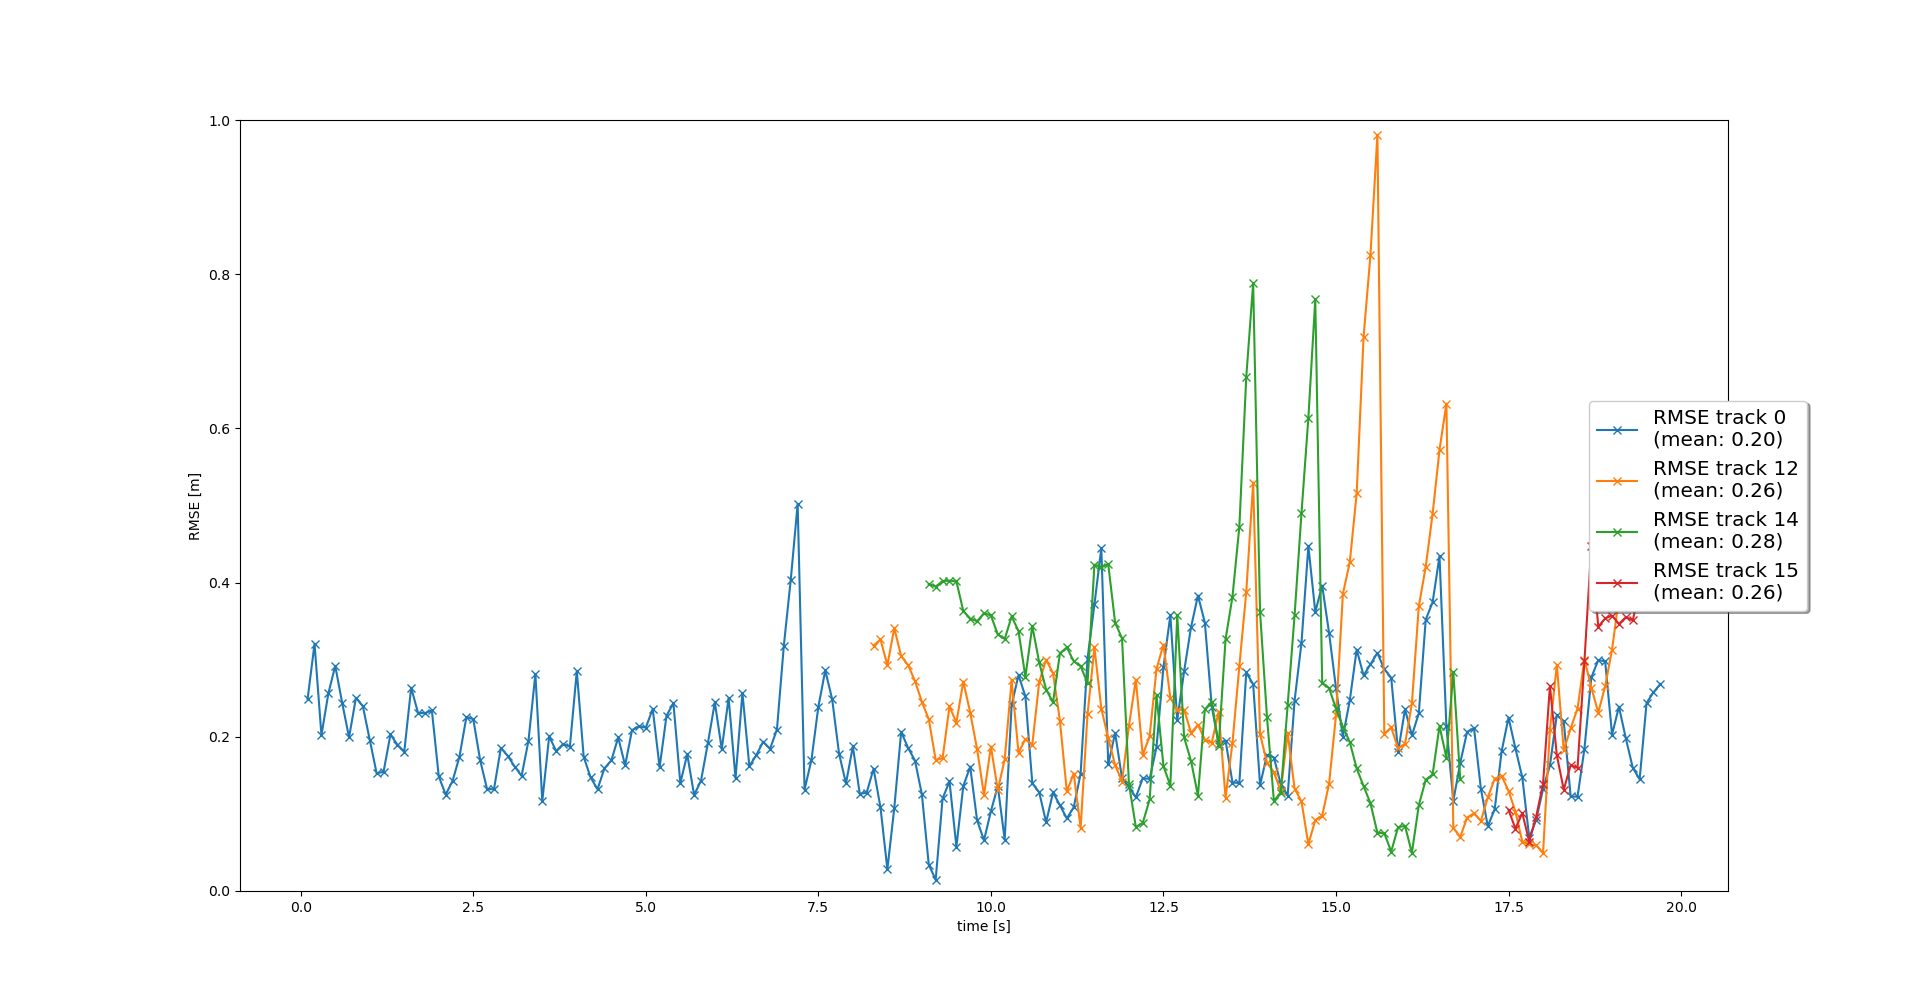 1.0
0.8
0.6
0.4
0.2
0.0
RMSE [m]
0.0 2.5 5.0 7.5 10.0 12.5 15.0 17.5 20.0
time [s]
RMSE track 0
(mean: 0.20)
RMSE track 12
(mean: 0.26)
RMSE track 14
(mean: 0.28)
RMSE track 15
(mean: 0.26)